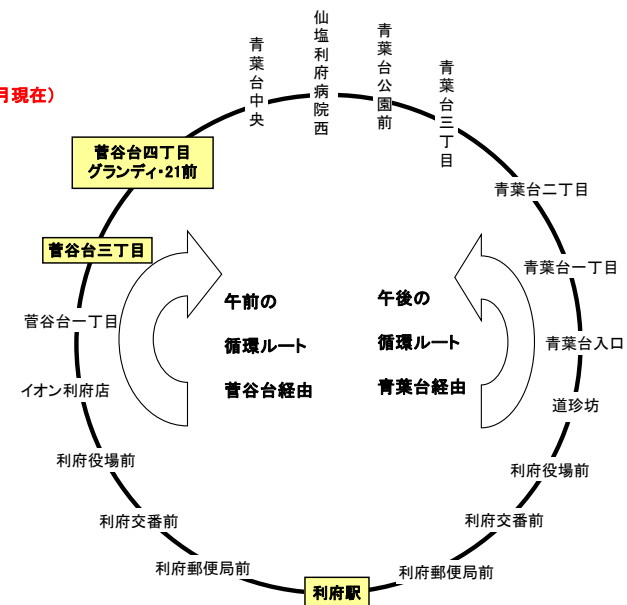 月現在）
青葉台中央
仙塩利府病院西
青葉台公園前
青葉台三丁目
菅谷台四丁目
グランディ・21前
青葉台二丁目
菅谷台三丁目
青葉台一丁目
午前の
循環ルート
菅谷台経由
午後の
循環ルート
青葉台経由
菅谷台一丁目
青葉台入口
イオン利府店
道珍坊
利府役場前
利府役場前
利府交番前
利府交番前
利府郵便局前
利府郵便局前
利府駅